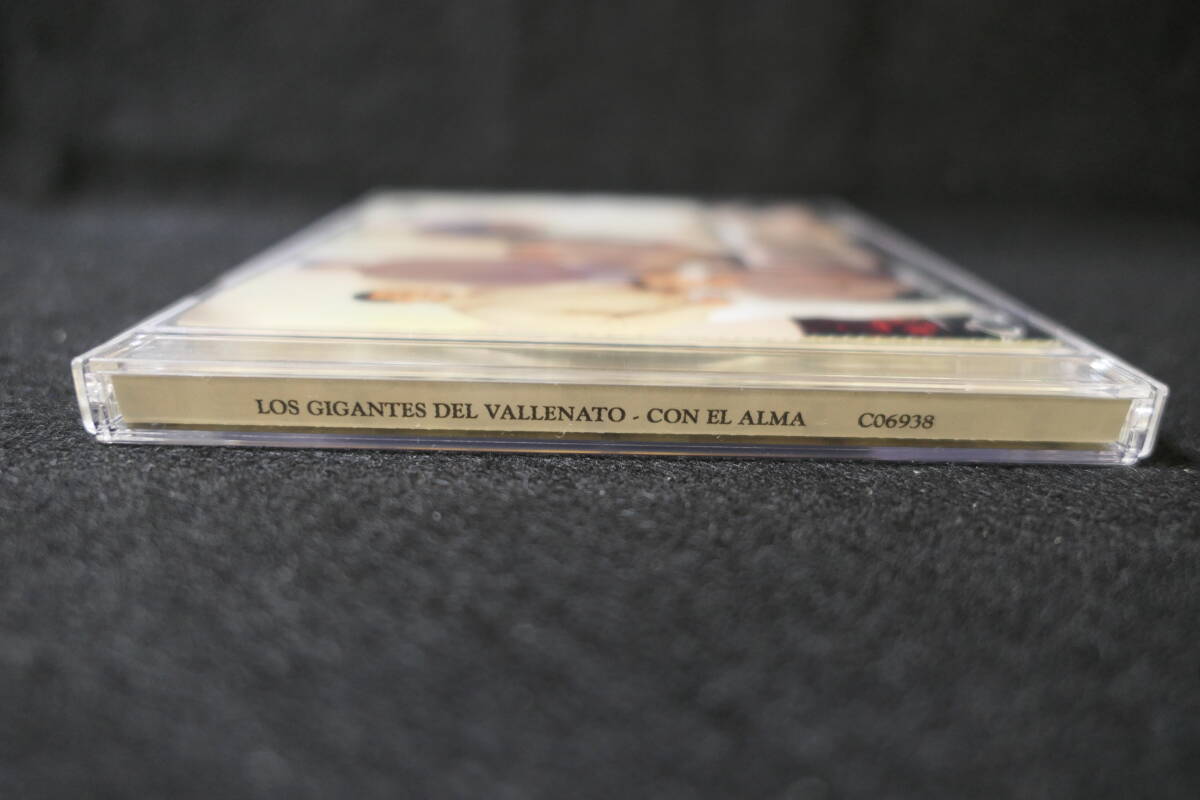 LOS GIGANTES DEL VALLENATO - CON EL ALMA C06938